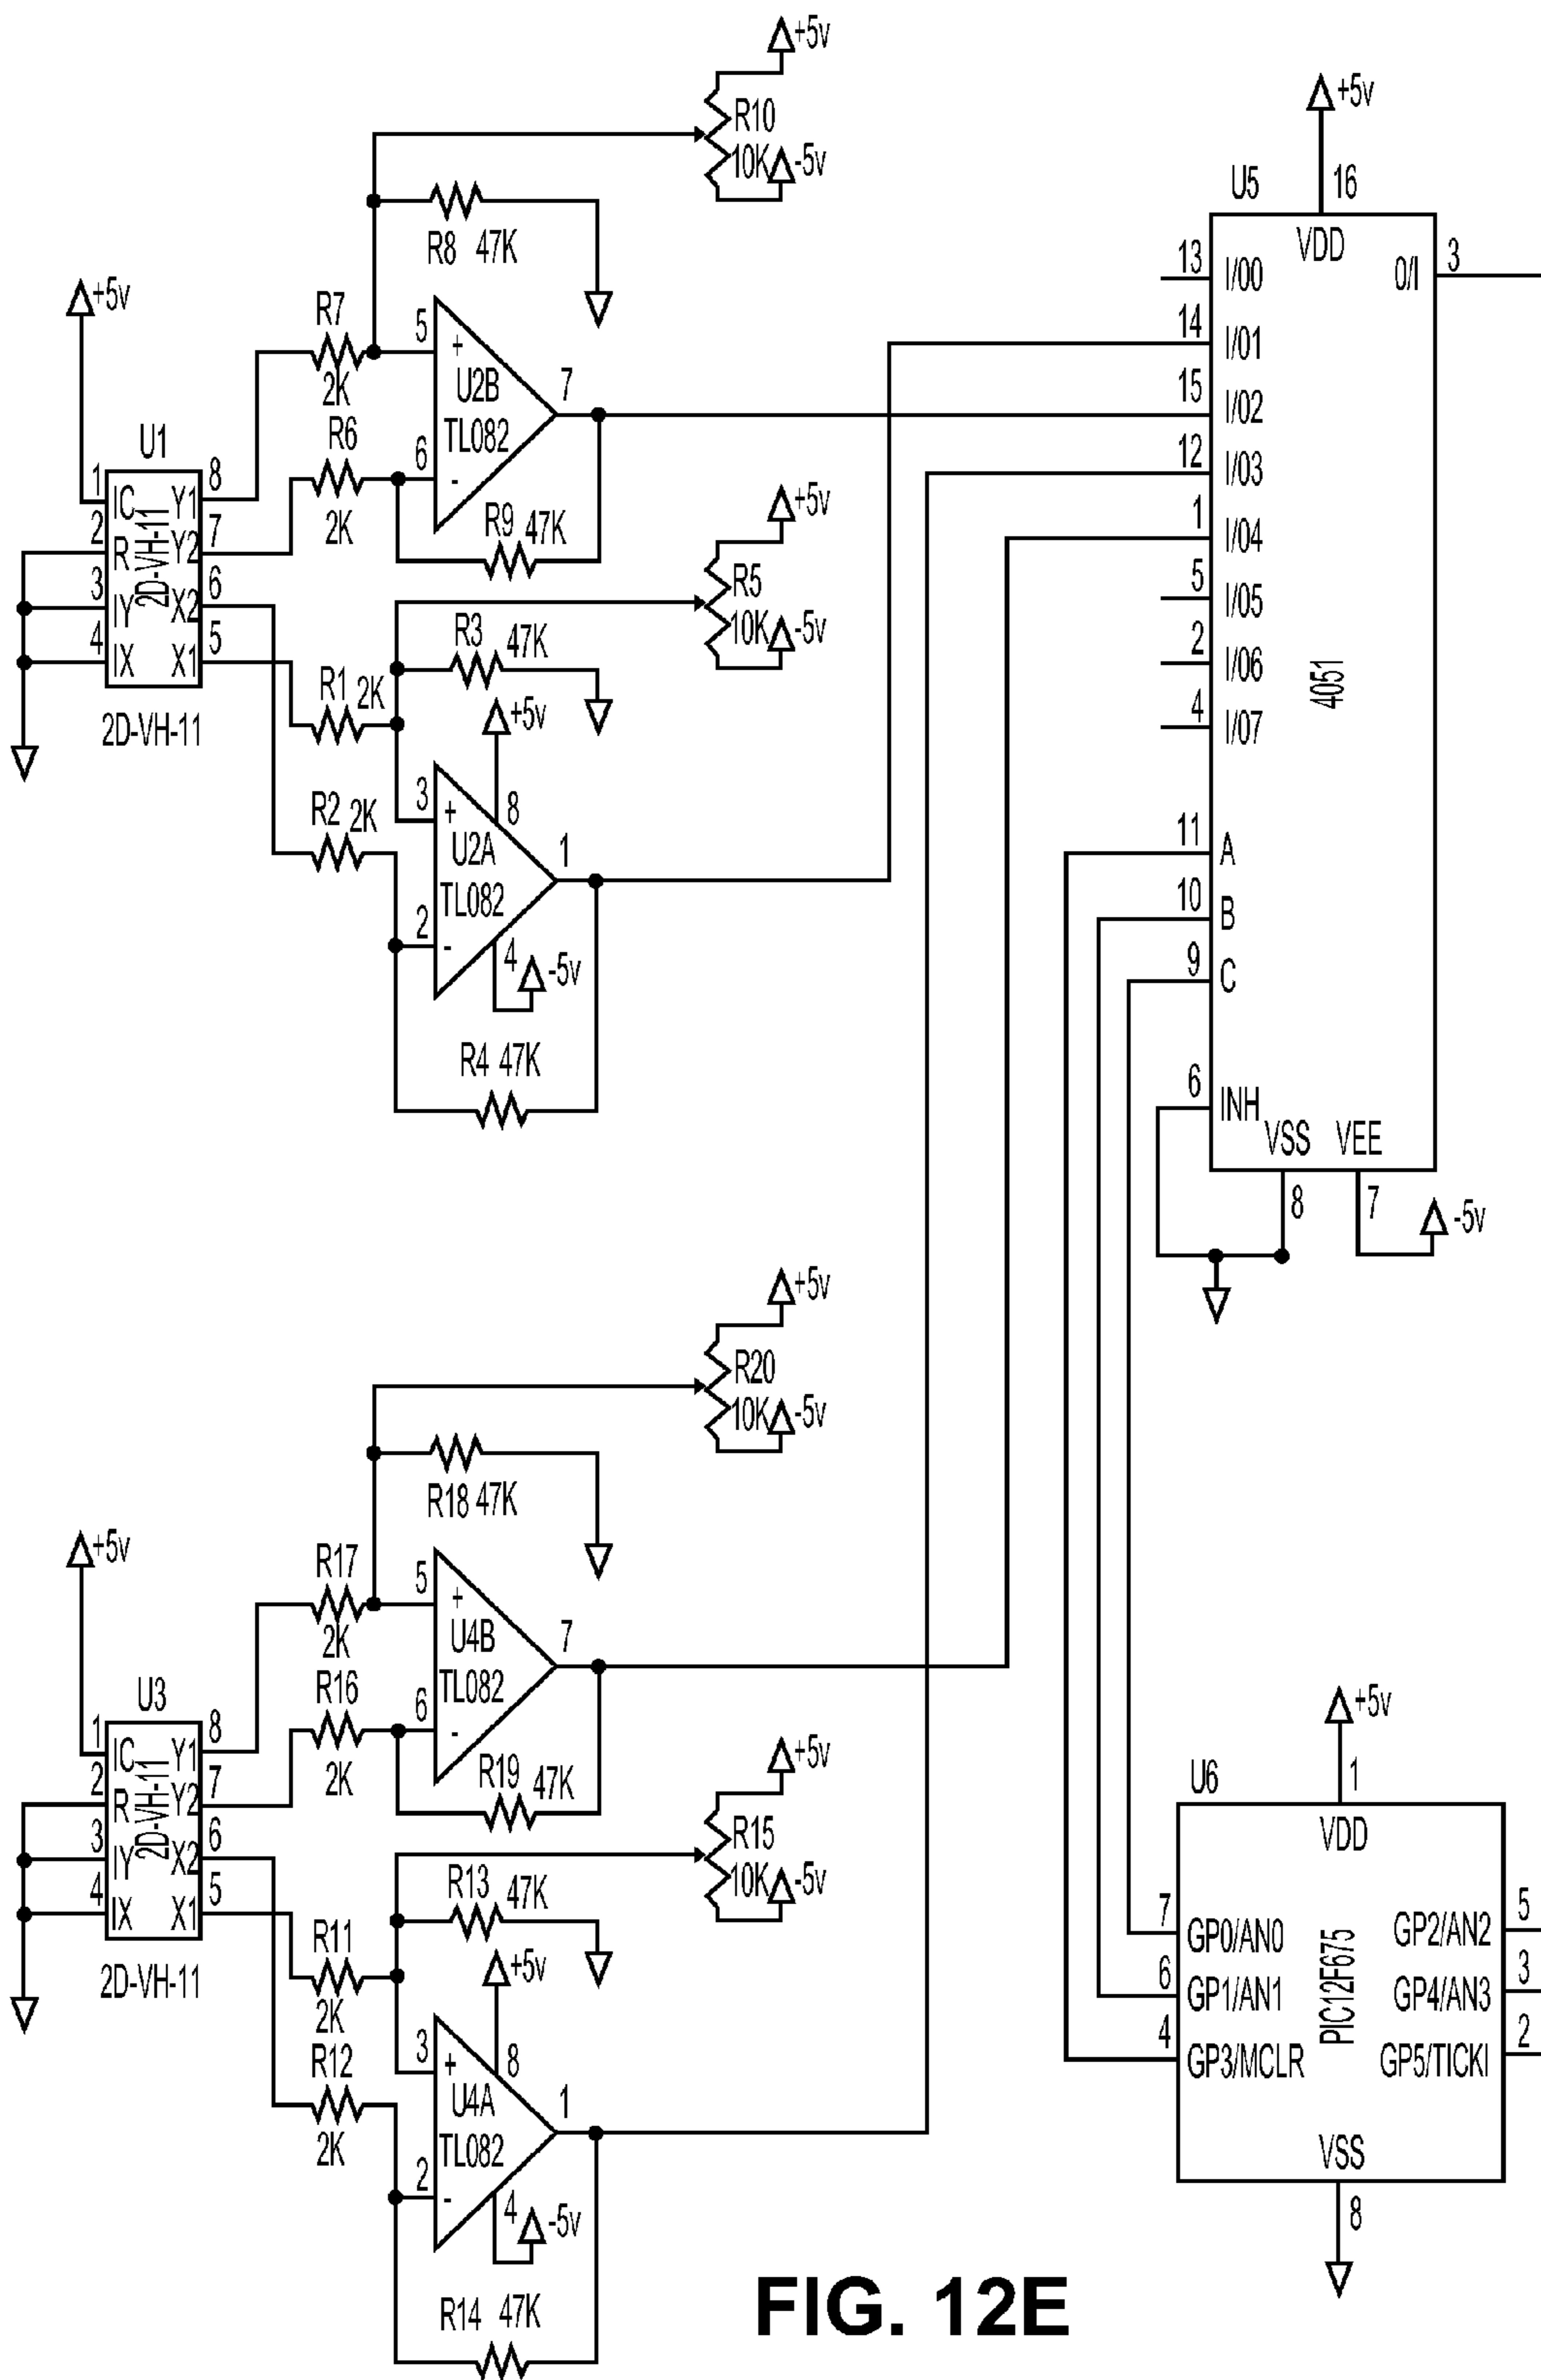 +5v
R10
10K
-5v
R8 47K
+5v
R7
2K
R6
2K
5
+
U2B
TL082
6
-
7
R9 47K
U1
1
2
3
4
IC
R
IY
IX
2D-VH-11
Y1
Y2
X2
X1
8
7
6
5
2D-VH-11
+5v
R5
10K
-5v
R3 47K
R1 2K
R2 2K
+5v
3
+
8
U2A
TL082
2
-
1
4
-5v
R4 47K
+5v
U5
16
VDD
13
I/00
14
I/01
15
I/02
12
I/03
1
I/04
5
I/05
2
I/06
4
I/07
0/I
3
4051
11
A
10
B
9
C
6
INH
VSS
VEE
8
7
-5v
+5v
R20
10K
-5v
R18 47K
+5v
R17
2K
R16
2K
5
+
U4B
TL082
6
-
7
R19 47K
U3
1
2
3
4
IC
R
IY
IX
2D-VH-11
Y1
Y2
X2
X1
8
7
6
5
2D-VH-11
+5v
R15
10K
-5v
R13 47K
R11
2K
R12
2K
+5v
3
+
8
U4A
TL082
2
-
1
4
-5v
R14 47K
+5v
U6
1
VDD
7
GP0/AN0
6
GP1/AN1
4
GP3/MCLR
PIC12F675
GP2/AN2
5
GP4/AN3
3
GP5/TICKI
2
VSS
8
FIG. 12E